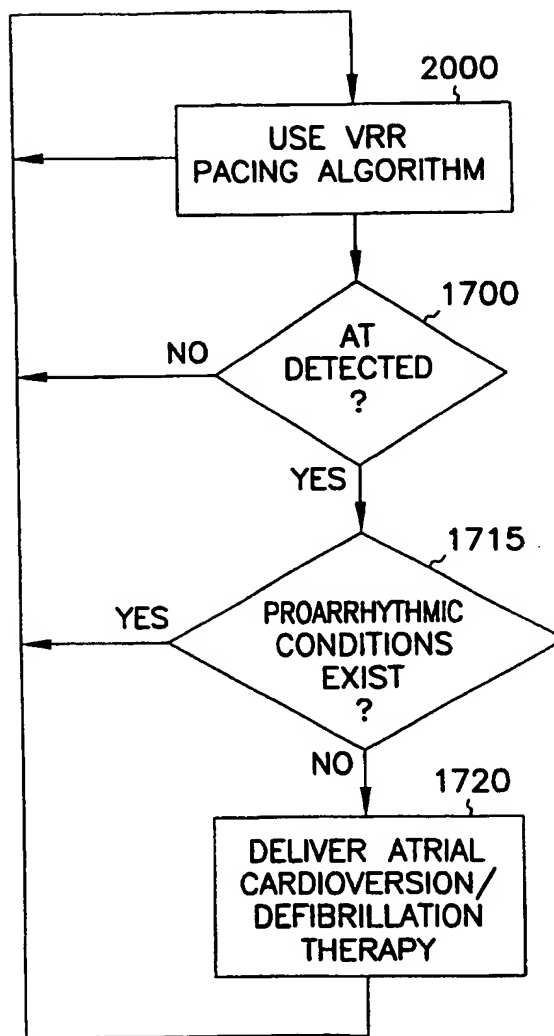 2000
USE VRR
PACING ALGORITHM
1700
AT
DETECTED
?
NO
YES
1715
PROARRHYTHMIC
CONDITIONS
EXIST
?
YES
NO
1720
DELIVER ATRIAL
CARDIOVERSION/
DEFIBRILLATION
THERAPY